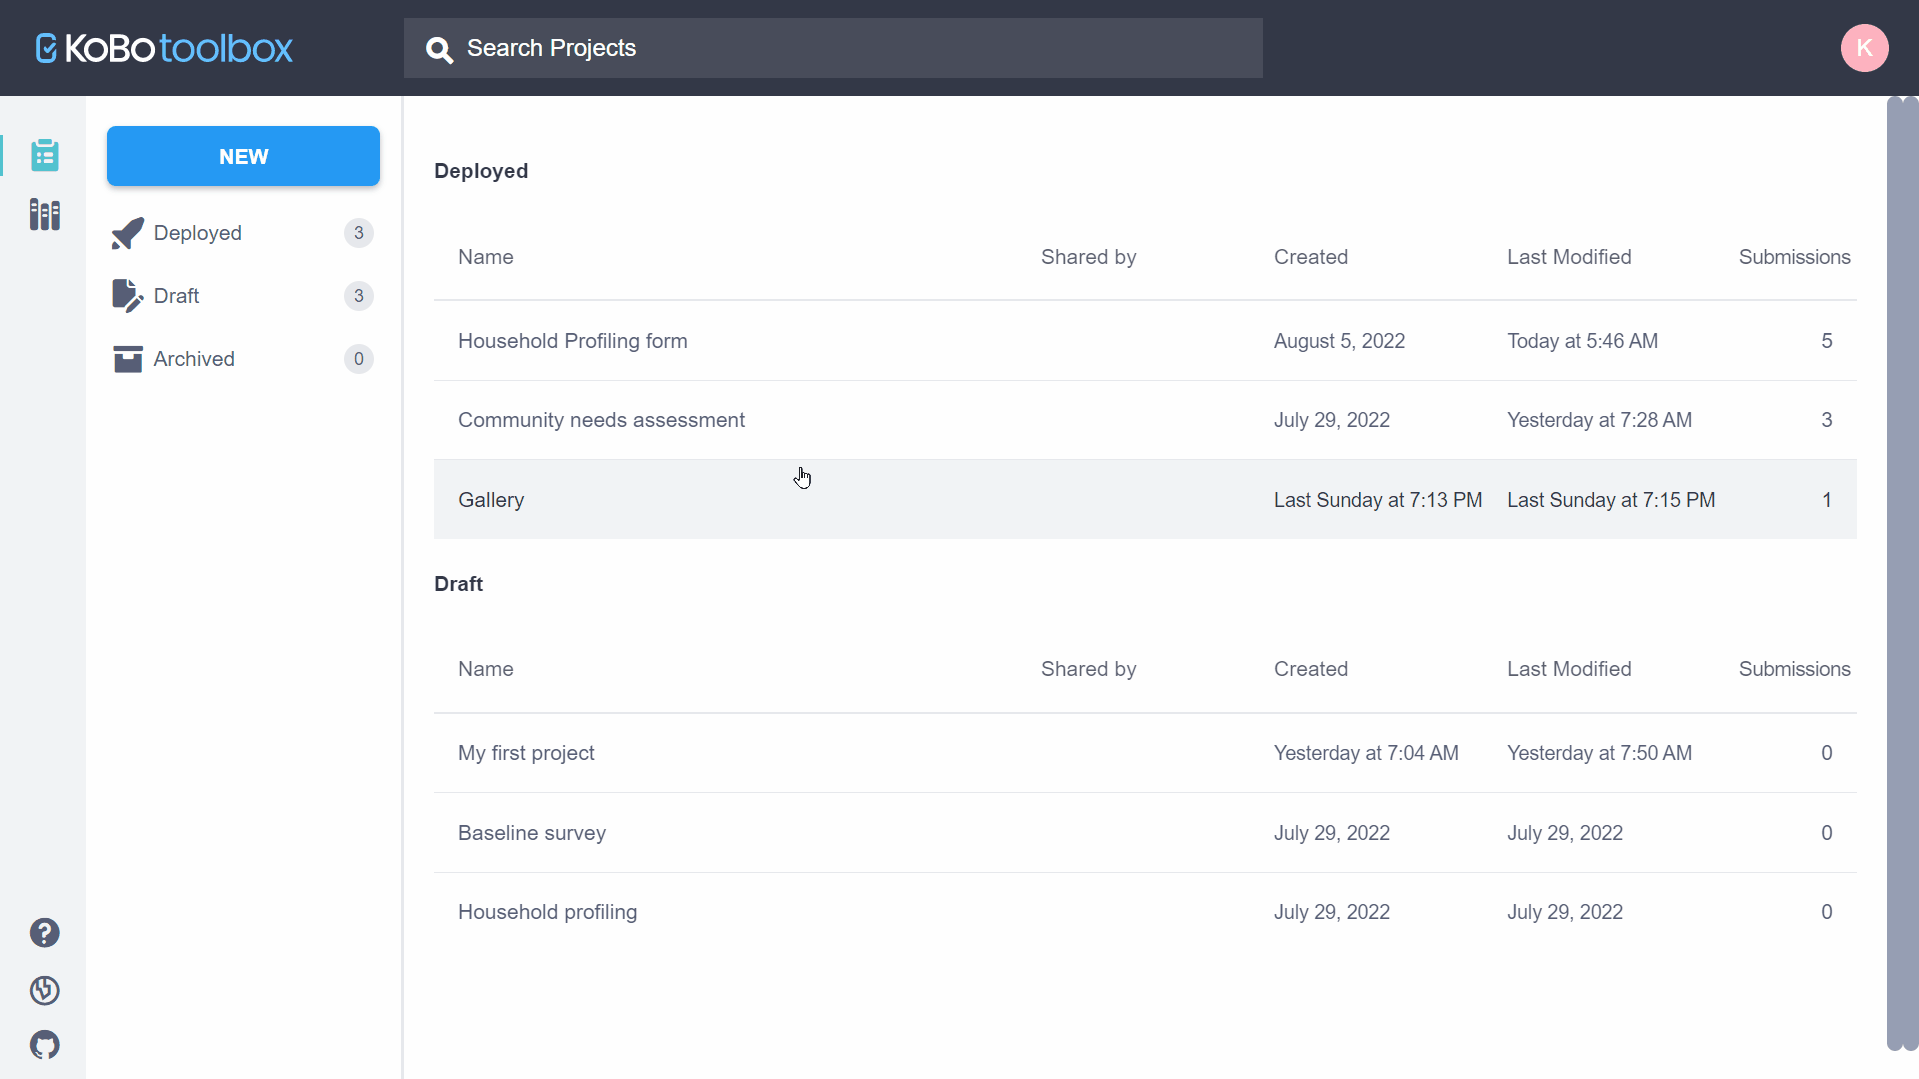 KoBotoolbox
Search Projects
K
NEW
Deployed 3
Draft 3
Archived 0
Deployed
Name Shared by Created Last Modified Submissions
Household Profiling form August 5, 2022 Today at 5:46 AM 5
Community needs assessment July 29, 2022 Yesterday at 7:28 AM 3
Gallery Last Sunday at 7:13 PM Last Sunday at 7:15 PM 1
Draft
Name Shared by Created Last Modified Submissions
My first project Yesterday at 7:04 AM Yesterday at 7:50 AM 0
Baseline survey July 29, 2022 July 29, 2022 0
Household profiling July 29, 2022 July 29, 2022 0